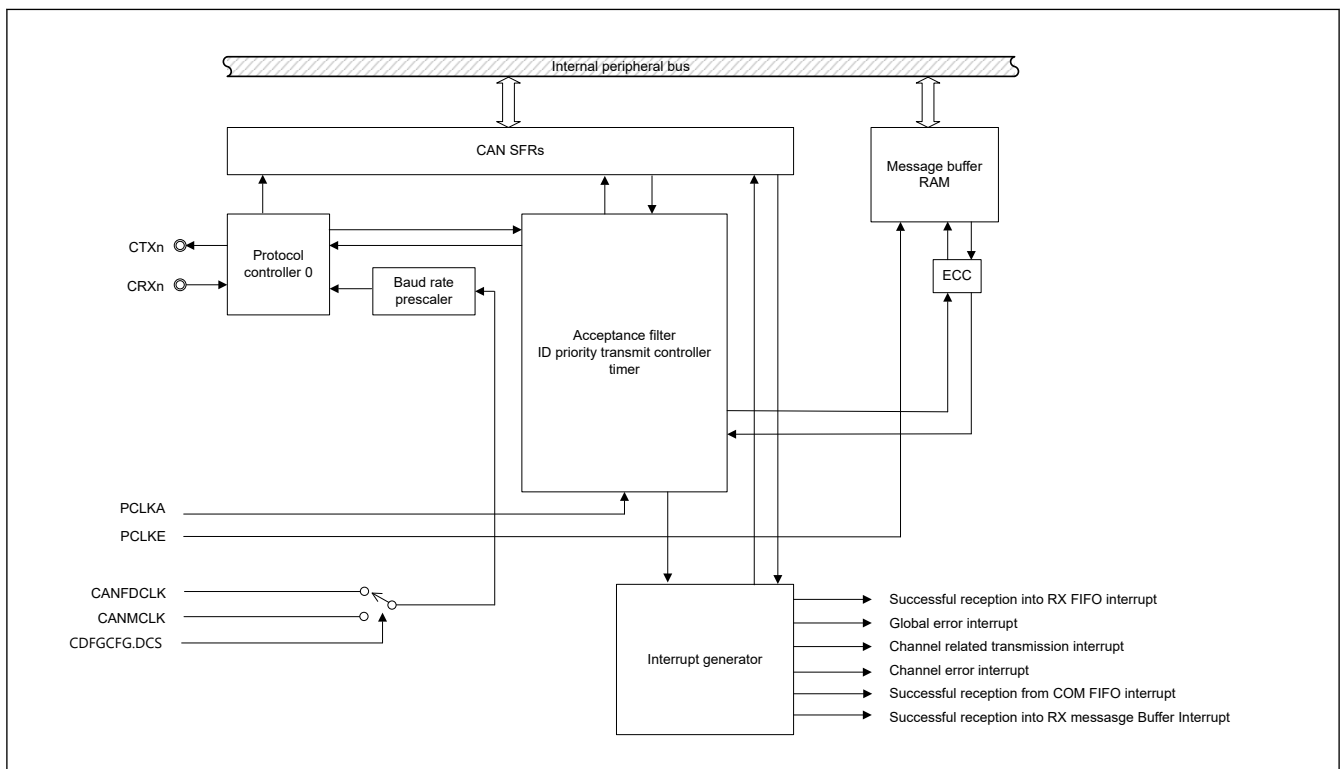 Internal peripheral bus
CAN SFRs
Message buffer
RAM
CTXn
CRXn
Protocol
controller 0
Baud rate
prescaler
ECC
Acceptance filter
ID priority transmit controller
timer
PCLKA
PCLKE
CANFDCLK
CANMCLK
CDFGCFG.DCS
Interrupt generator
Successful reception into RX FIFO interrupt
Global error interrupt
Channel related transmission interrupt
Channel error interrupt
Successful reception from COM FIFO interrupt
Successful reception into RX messasge Buffer Interrupt